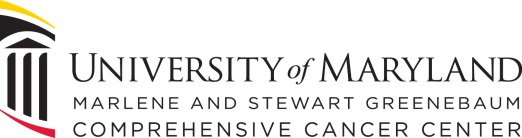 UNIVERSITY of MARYLAND
MARLENE AND STEWART GREENEBAUM
COMPREHENSIVE CANCER CENTER